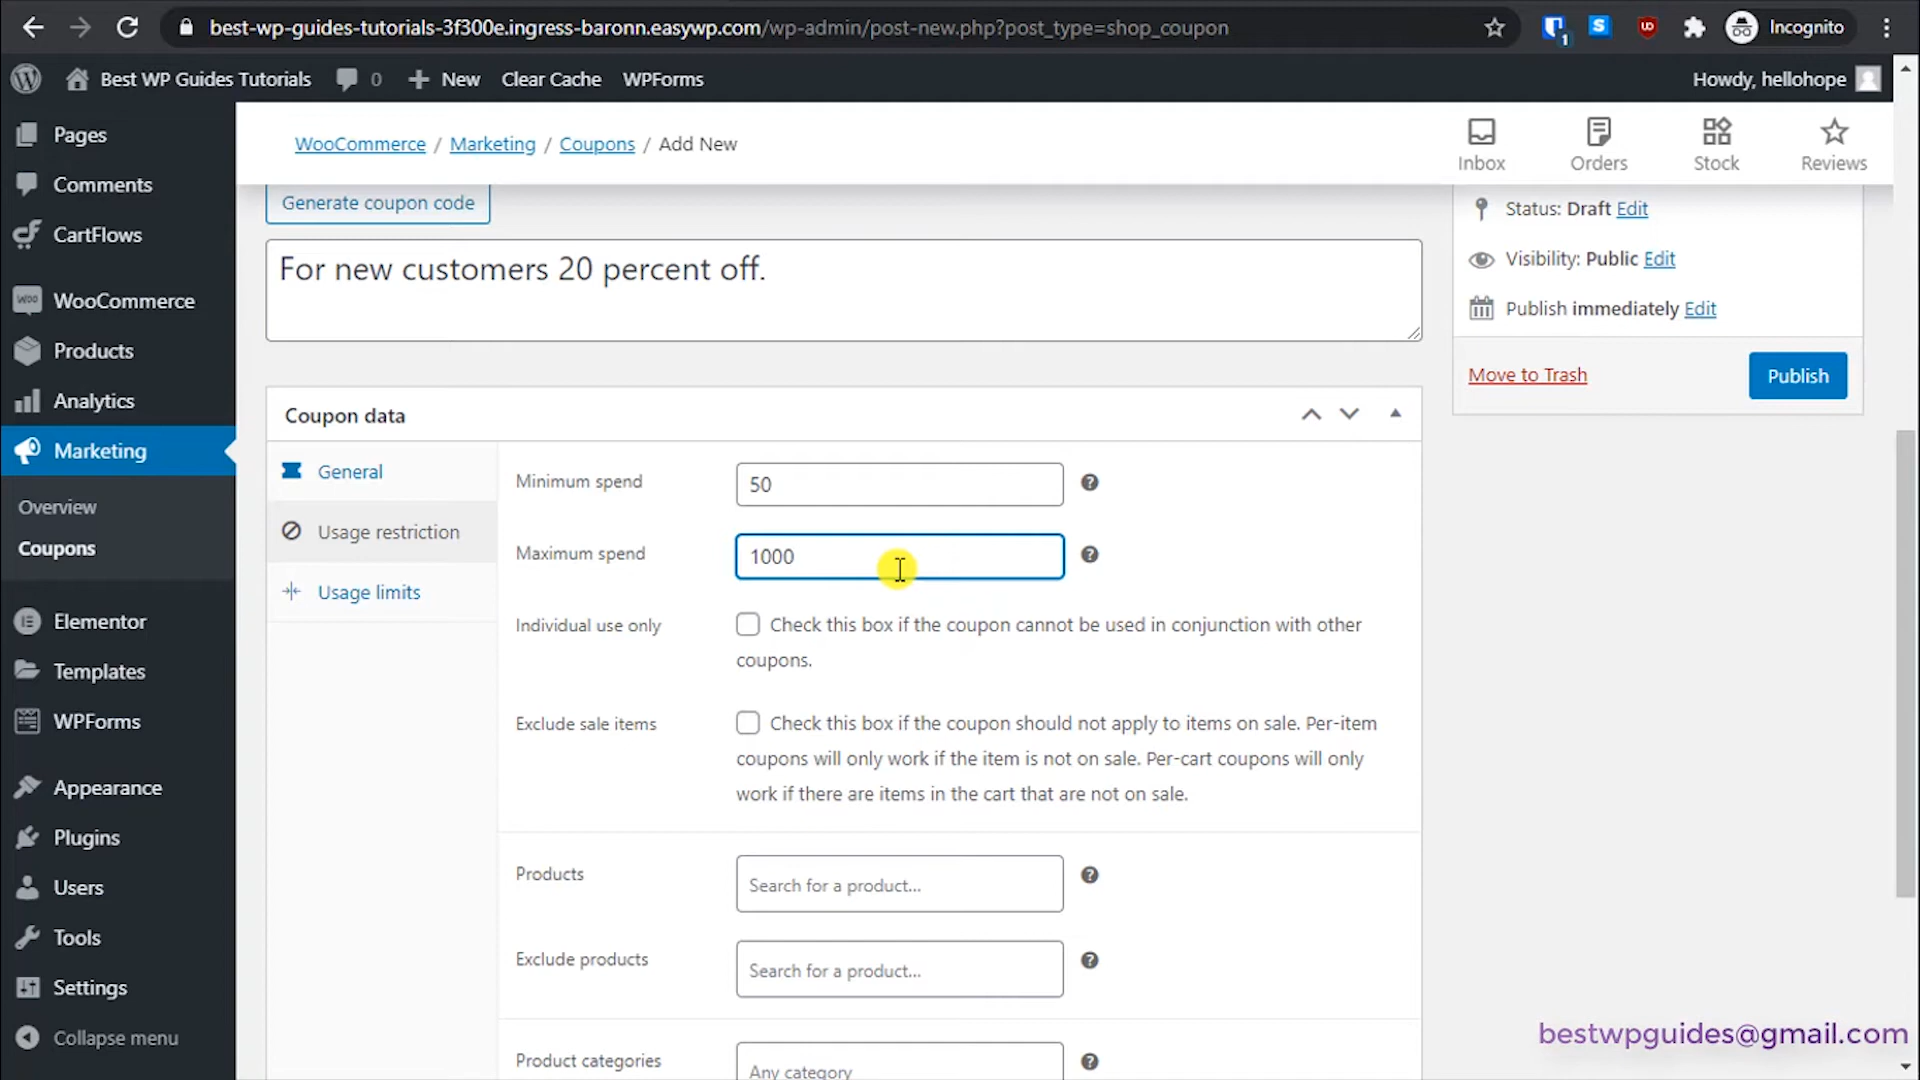 best-wp-guides-tutorials-3f300e.ingress-baronn.easywp.com/wp-admin/post-new.php?post_type=shop_coupon
1
S
Incognito
Best WP Guides Tutorials
0
New
Clear Cache
WPForms
Howdy, hellohope
Pages
Comments
CartFlows
WooCommerce
Products
Analytics
Marketing
Overview
Coupons
Elementor
Templates
WPForms
Appearance
Plugins
Users
Tools
Settings
Collapse menu
WooCommerce / Marketing / Coupons / Add New
Inbox
Orders
Stock
Reviews
Generate coupon code
For new customers 20 percent off.
Status: Draft Edit
Visibility: Public Edit
Publish immediately Edit
Move to Trash
Publish
Coupon data
General
Usage restriction
Usage limits
Minimum spend
50
Maximum spend
1000
Individual use only
Check this box if the coupon cannot be used in conjunction with other
coupons.
Exclude sale items
Check this box if the coupon should not apply to items on sale. Per-item
coupons will only work if the item is not on sale. Per-cart coupons will only
work if there are items in the cart that are not on sale.
Products
Search for a product...
Exclude products
Search for a product...
Product categories
Any category
bestwpguides@gmail.com